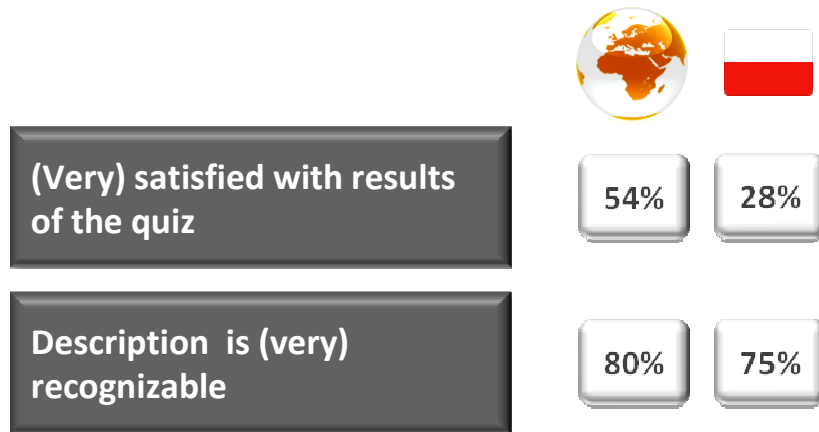 (Very) satisfied with results
of the quiz
54%
28%
Description is (very)
recognizable
80%
75%